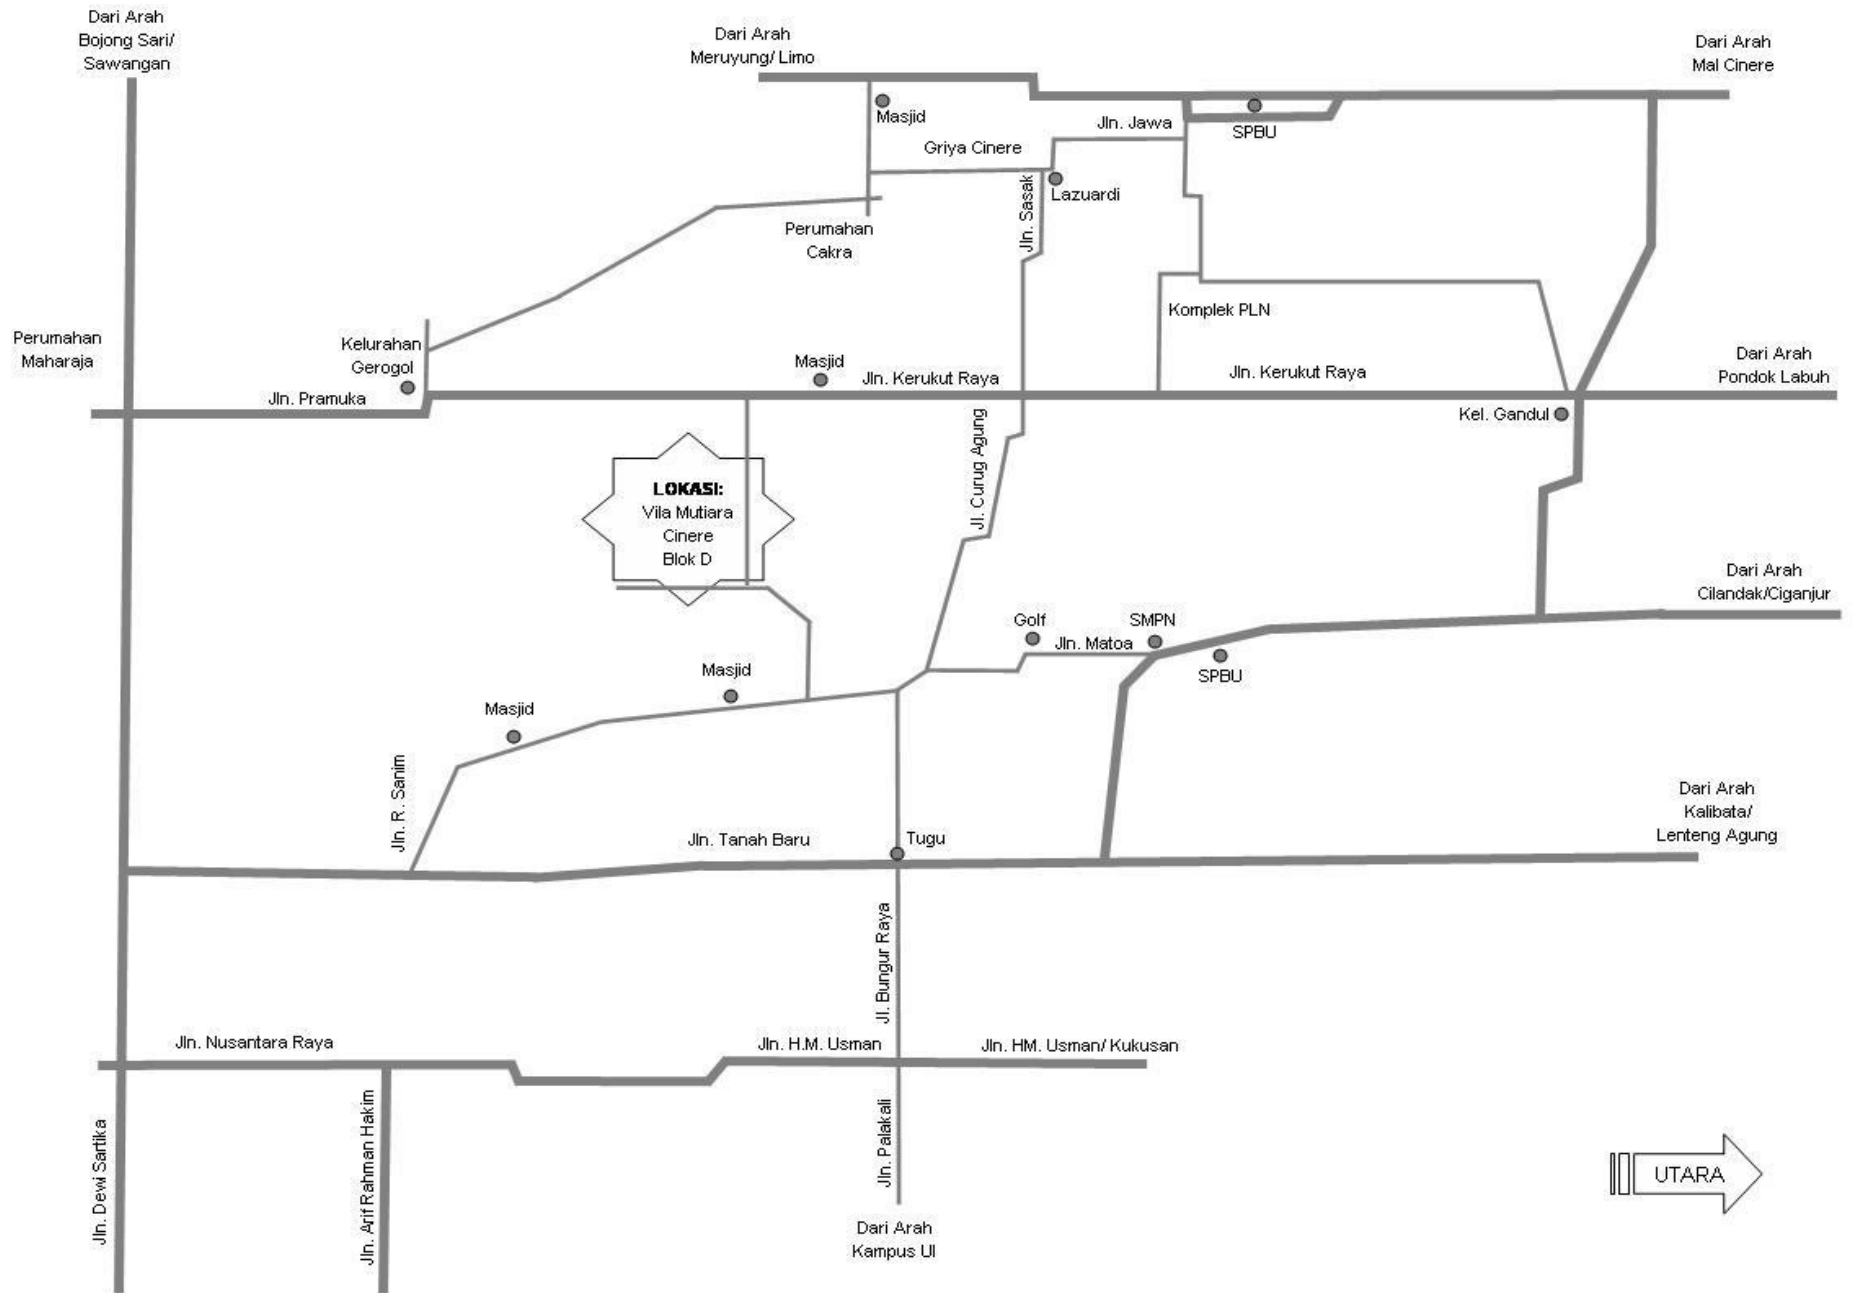 Dari Arah
Bojong Sari/
Sawangan
Dari Arah
Meruyung/ Limo
Dari Arah
Mal Cinere
Masjid
Jln. Jawa
SPBU
Griya Cinere
Jln. Sasak
Lazuardi
Perumahan
Cakra
Komplek PLN
Perumahan
Maharaja
Kelurahan
Gerogol
Masjid
Jln. Kerukut Raya
Jln. Kerukut Raya
Dari Arah
Pondok Labuh
Jln. Pramuka
Kel. Gandul
Jl. Curug Agung
LOKASI:
Vila Mutiara
Cinere
Blok D
Dari Arah
Cilandak/Ciganjur
Golf
SMPN
Jln. Matoa
SPBU
Masjid
Masjid
Jln. R. Sanim
Jln. Tanah Baru
Tugu
Dari Arah
Kalibata/
Lenteng Agung
Jl. Bungur Raya
Jln. Nusantara Raya
Jln. H.M. Usman
Jln. HM. Usman/ Kukusan
Jln. Dewi Sartika
Jln. Arif Rahman Hakim
Jln. Palakali
UTARA
Dari Arah
Kampus UI